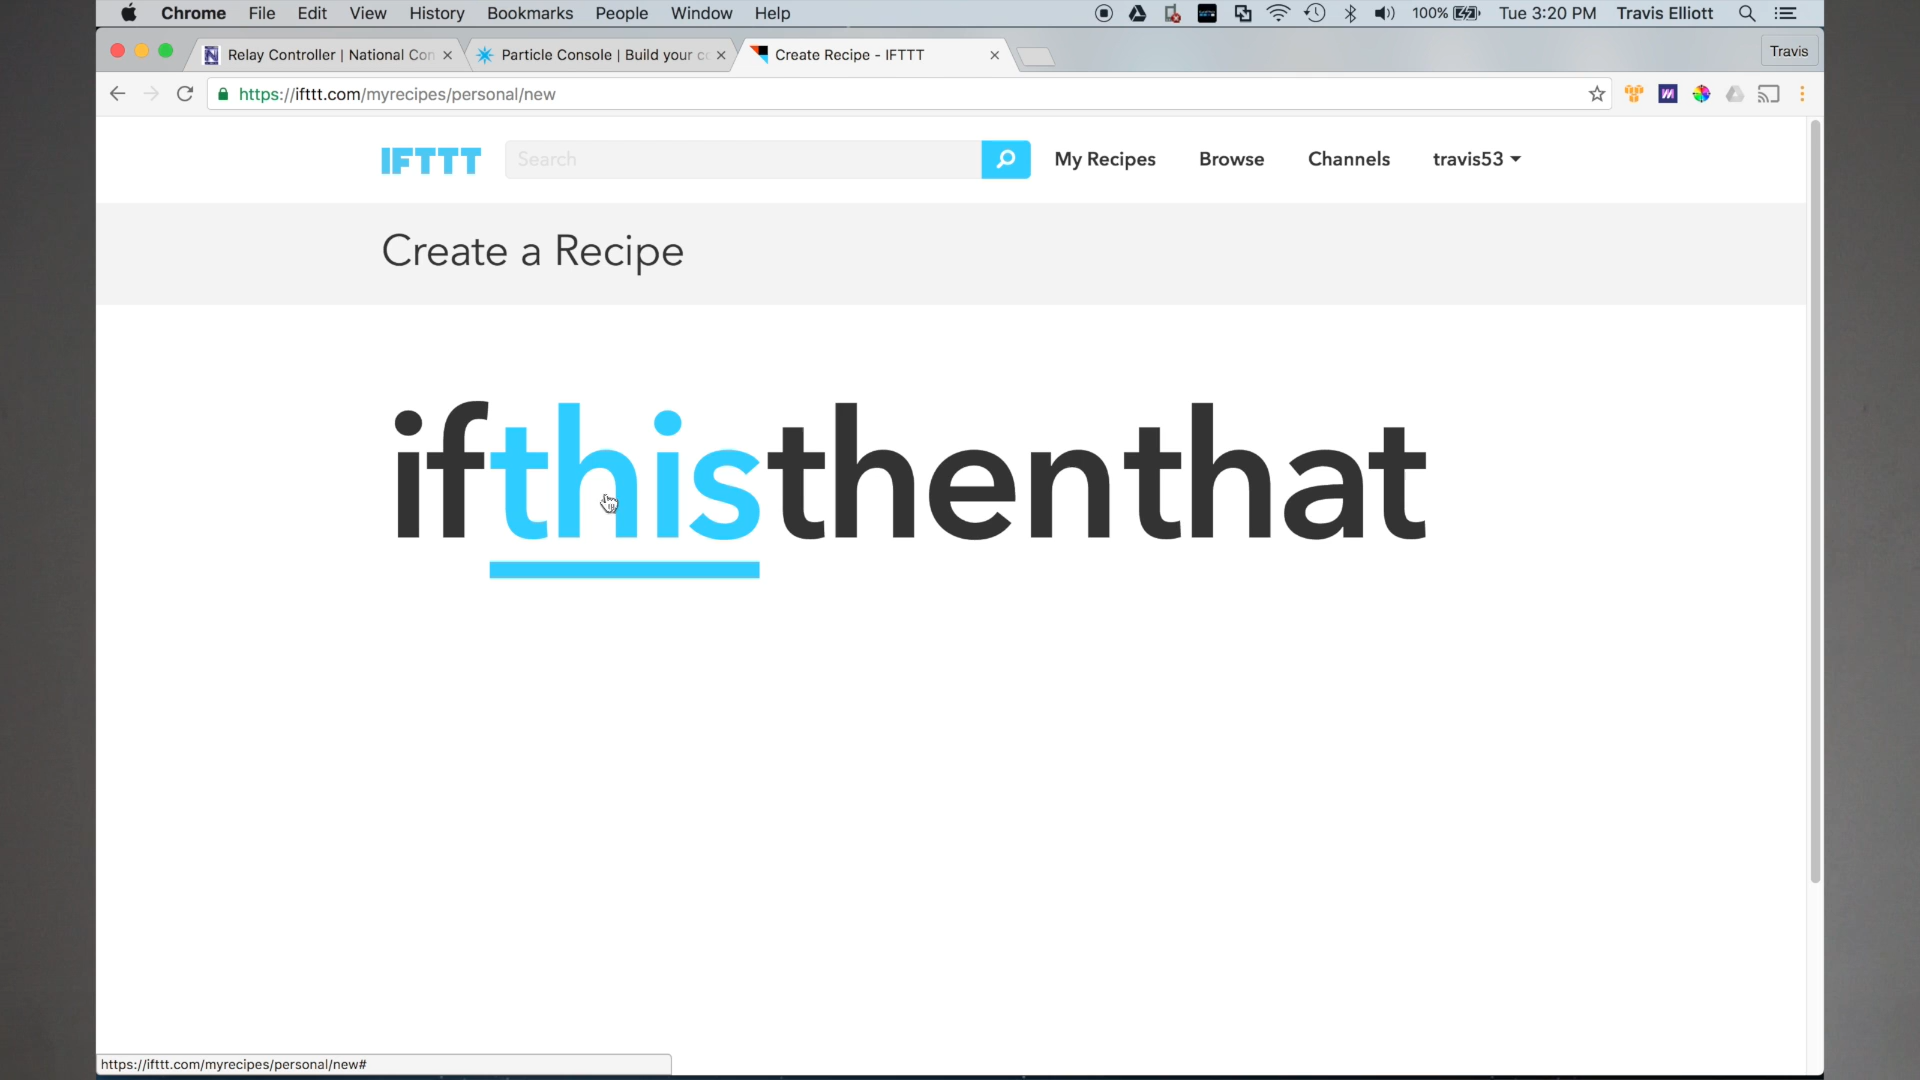 Chrome File Edit View History Bookmarks People Window Help 100% Tue 3:20 PM Travis Elliott
Relay Controller | National Con Particle Console | Build your co Create Recipe - IFTTT Travis
https://ifttt.com/myrecipes/personal/new
IFTTT Search My Recipes Browse Channels travis53
Create a Recipe
ifthisthenthat
https://ifttt.com/myrecipes/personal/new#